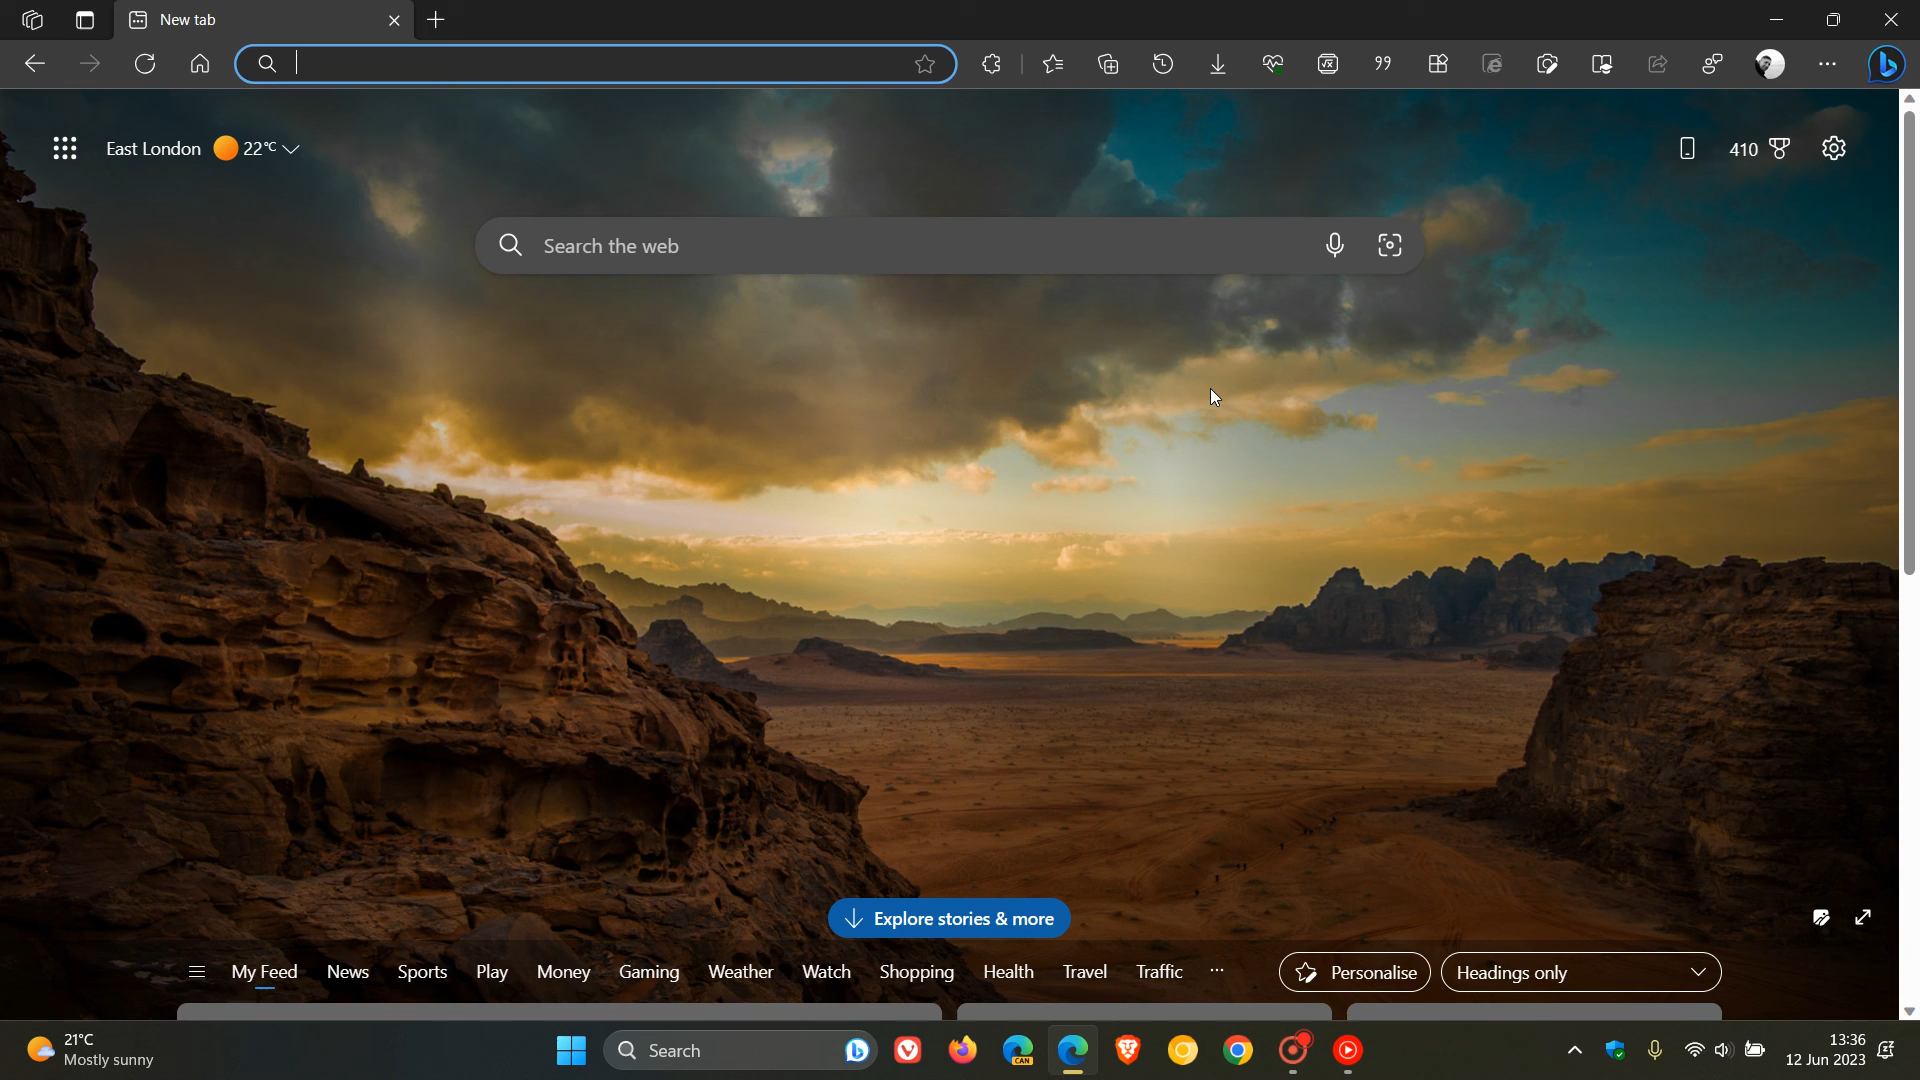 New tab
East London 22°C
410
Search the web
Explore stories & more
My Feed News Sports Play Money Gaming Weather Watch Shopping Health Travel Traffic ... Personalise Headings only
21°C
Mostly sunny
Search
CAN
13:36
12 Jun 2023